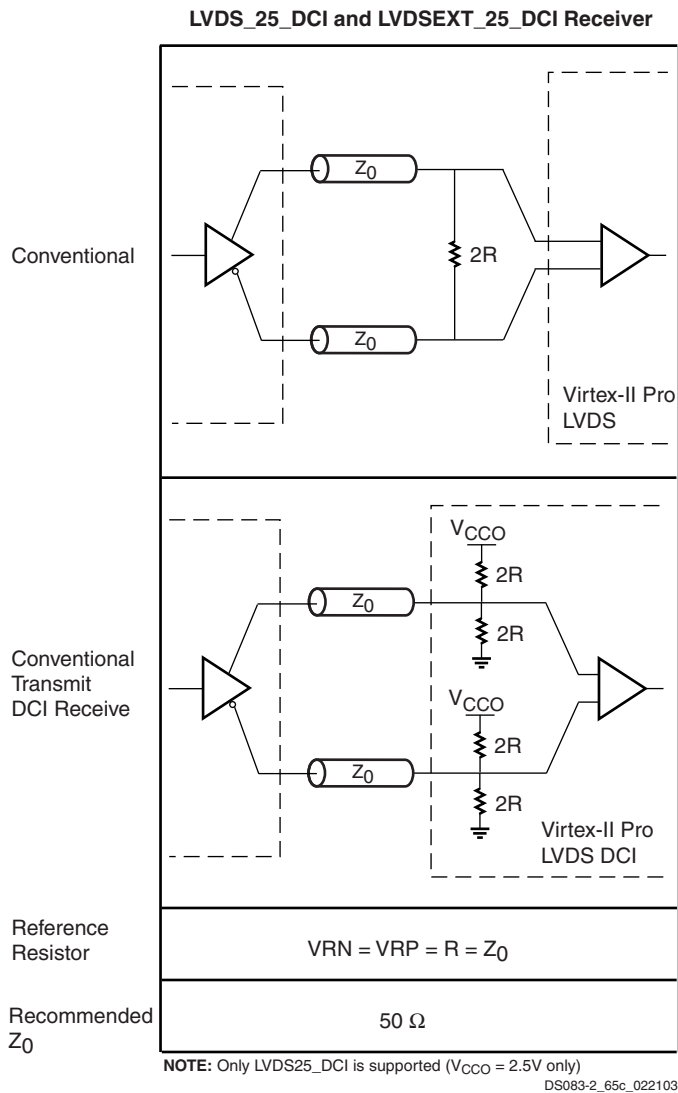 LVDS_25_DCI and LVDSEXT_25_DCI Receiver
Conventional
Z0
2R
Z0
Virtex-II Pro
LVDS
Conventional
Transmit
DCI Receive
VCCO
2R
Z0
2R
VCCO
2R
Z0
2R
Virtex-II Pro
LVDS DCI
Reference
Resistor
VRN = VRP = R = Z0
Recommended
Z0
50 Ω
NOTE: Only LVDS25_DCI is supported (VCCO = 2.5V only)
DS083-2_65c_022103